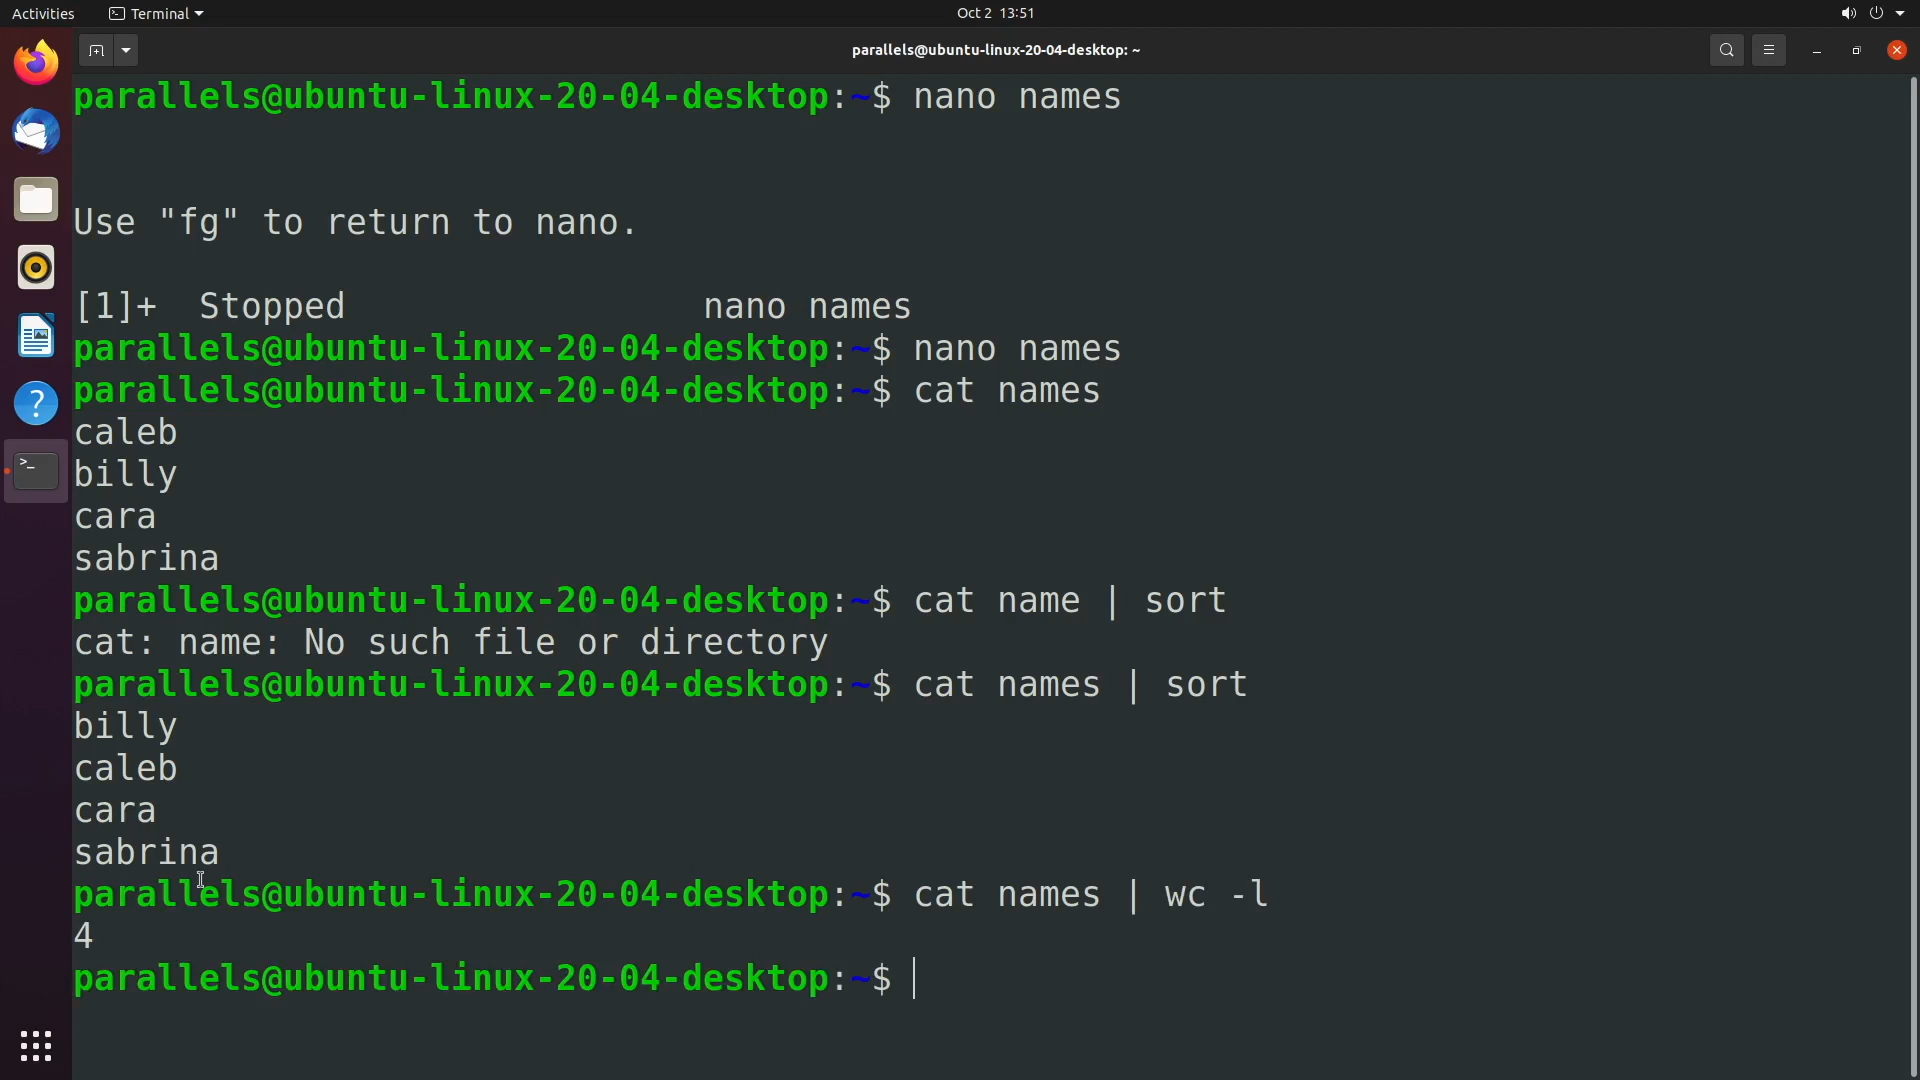 Activities Terminal Oct 2 13:51
parallels@ubuntu-linux-20-04-desktop: ~
parallels@ubuntu-linux-20-04-desktop:~$ nano names
Use "fg" to return to nano.
[1]+  Stopped                 nano names
parallels@ubuntu-linux-20-04-desktop:~$ nano names
parallels@ubuntu-linux-20-04-desktop:~$ cat names
caleb
billy
cara
sabrina
parallels@ubuntu-linux-20-04-desktop:~$ cat name | sort
cat: name: No such file or directory
parallels@ubuntu-linux-20-04-desktop:~$ cat names | sort
billy
caleb
cara
sabrina
parallels@ubuntu-linux-20-04-desktop:~$ cat names | wc -l
4
parallels@ubuntu-linux-20-04-desktop:~$